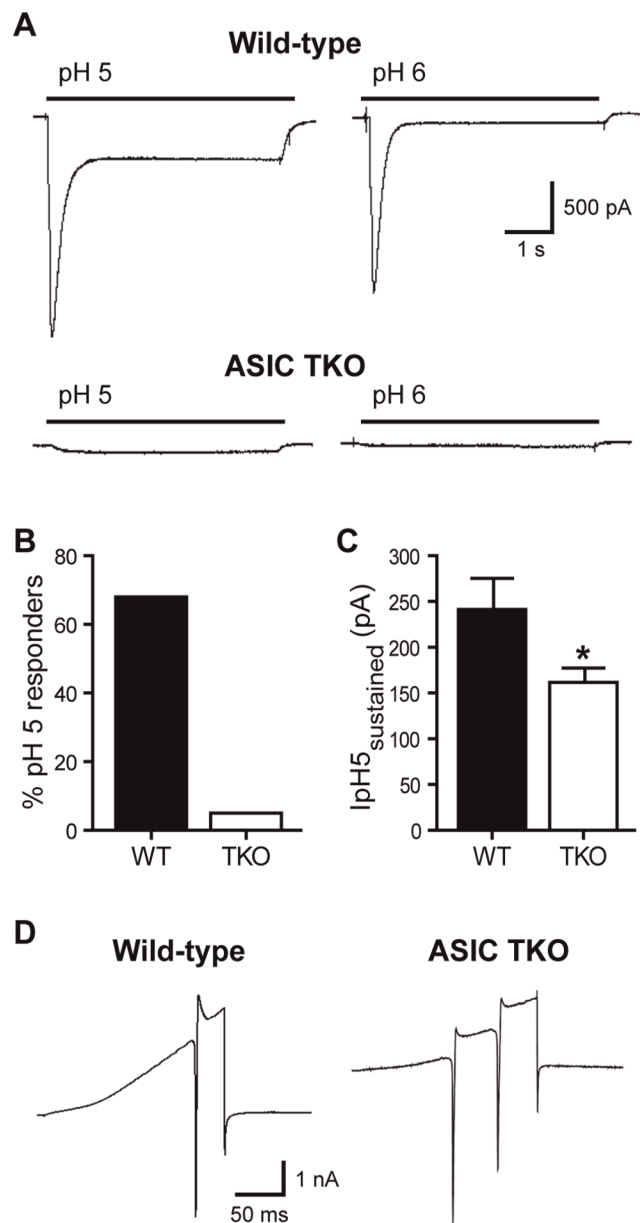 A
Wild-type
pH 5 pH 6
500 pA
1 s
ASIC TKO
pH 5 pH 6
B
% pH 5 responders
80
60
40
20
0
WT TKO
C
IpH5sustained(pA)
300
250
200
150
100
50
0
*
WT TKO
D
Wild-type ASIC TKO
1 nA
50 ms